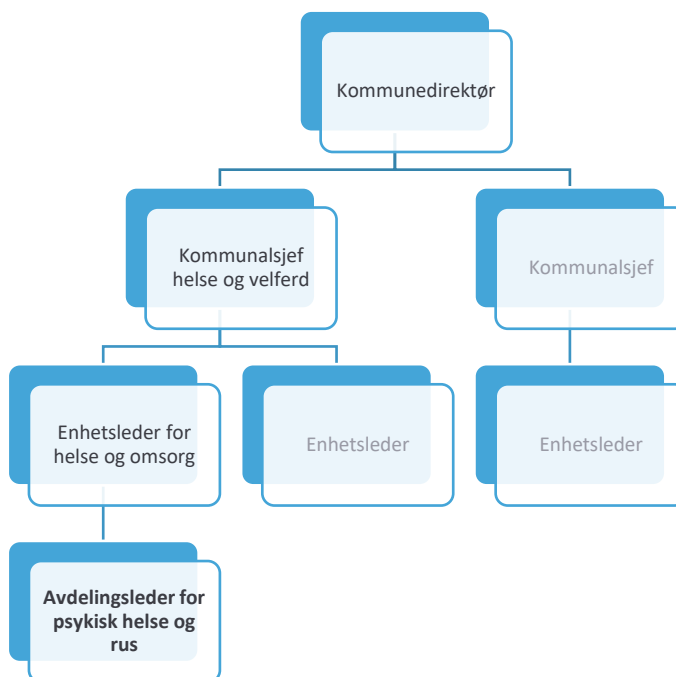 Kommunedirektør
Kommunalsjef
helse og velferd
Kommunalsjef
Enhetsleder for
helse og omsorg
Enhetsleder
Enhetsleder
Avdelingsleder for
psykisk helse og
rus